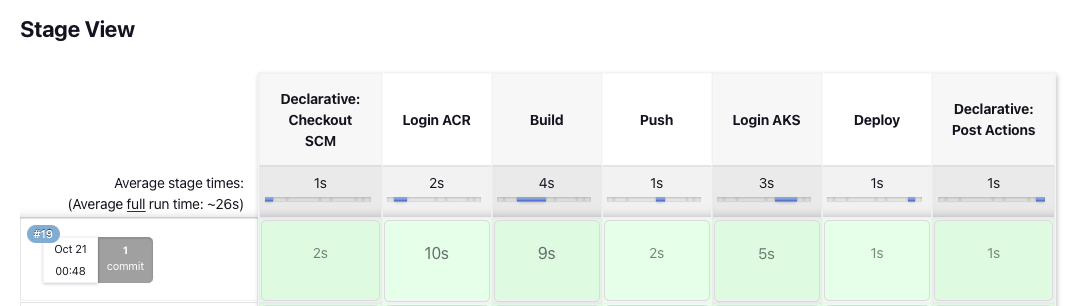 Stage View
Declarative:
Checkout
SCM
Login ACR
Build
Push
Login AKS
Deploy
Declarative:
Post Actions
Average stage times:
(Average full run time: ~26s)
1s
2s
4s
1s
3s
1s
1s
#19
Oct 21
00:48
1
commit
2s
10s
9s
2s
5s
1s
1s